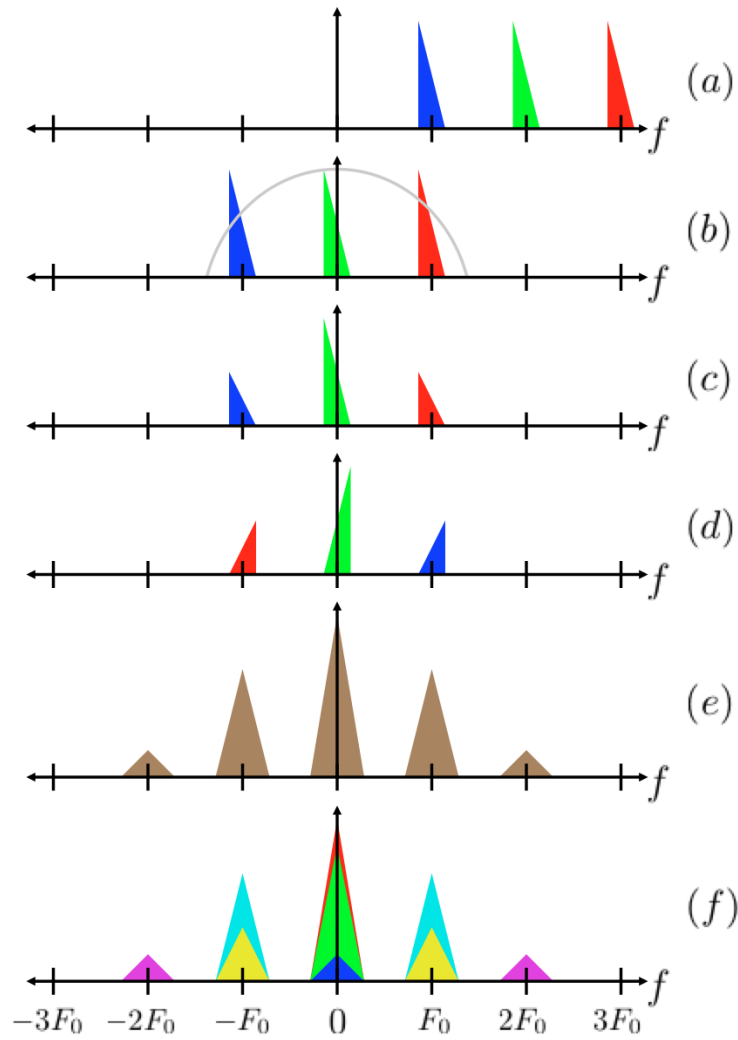 (a)
f
(b)
f
(c)
f
(d)
f
(e)
f
(f)
f
−3F₀ −2F₀ −F₀ 0 F₀ 2F₀ 3F₀